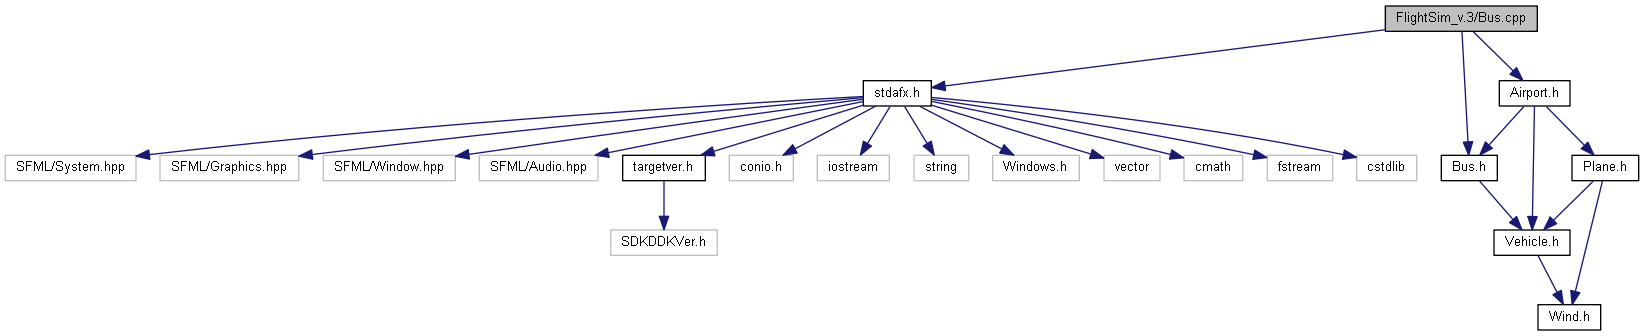 FlightSim_v.3/Bus.cpp
stdafx.h
Airport.h
SFML/System.hpp
SFML/Graphics.hpp
SFML/Window.hpp
SFML/Audio.hpp
targetver.h
conio.h
iostream
string
Windows.h
vector
cmath
fstream
cstdlib
Bus.h
Plane.h
SDKDDKVer.h
Vehicle.h
Wind.h